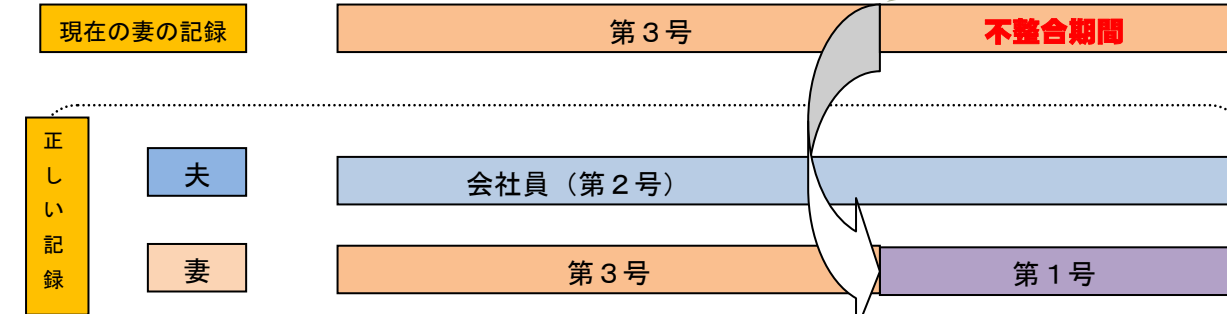 現在の妻の記録
第３号
不整合期間
正しい記録
夫
会社員（第２号）
妻
第３号
第１号